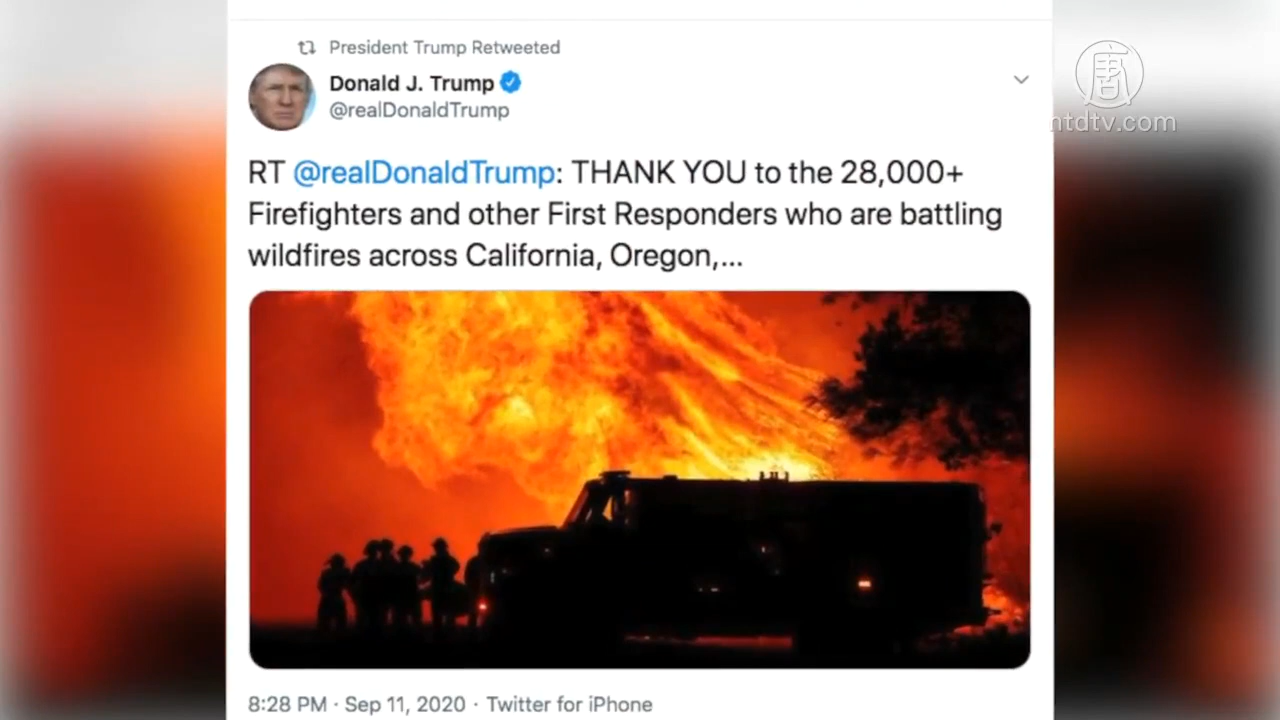 President Trump Retweeted
Donald J. Trump
@realDonaldTrump
RT @realDonaldTrump: THANK YOU to the 28,000+
Firefighters and other First Responders who are battling
wildfires across California, Oregon,...
8:28 PM · Sep 11, 2020 · Twitter for iPhone
唐
ntdtv.com